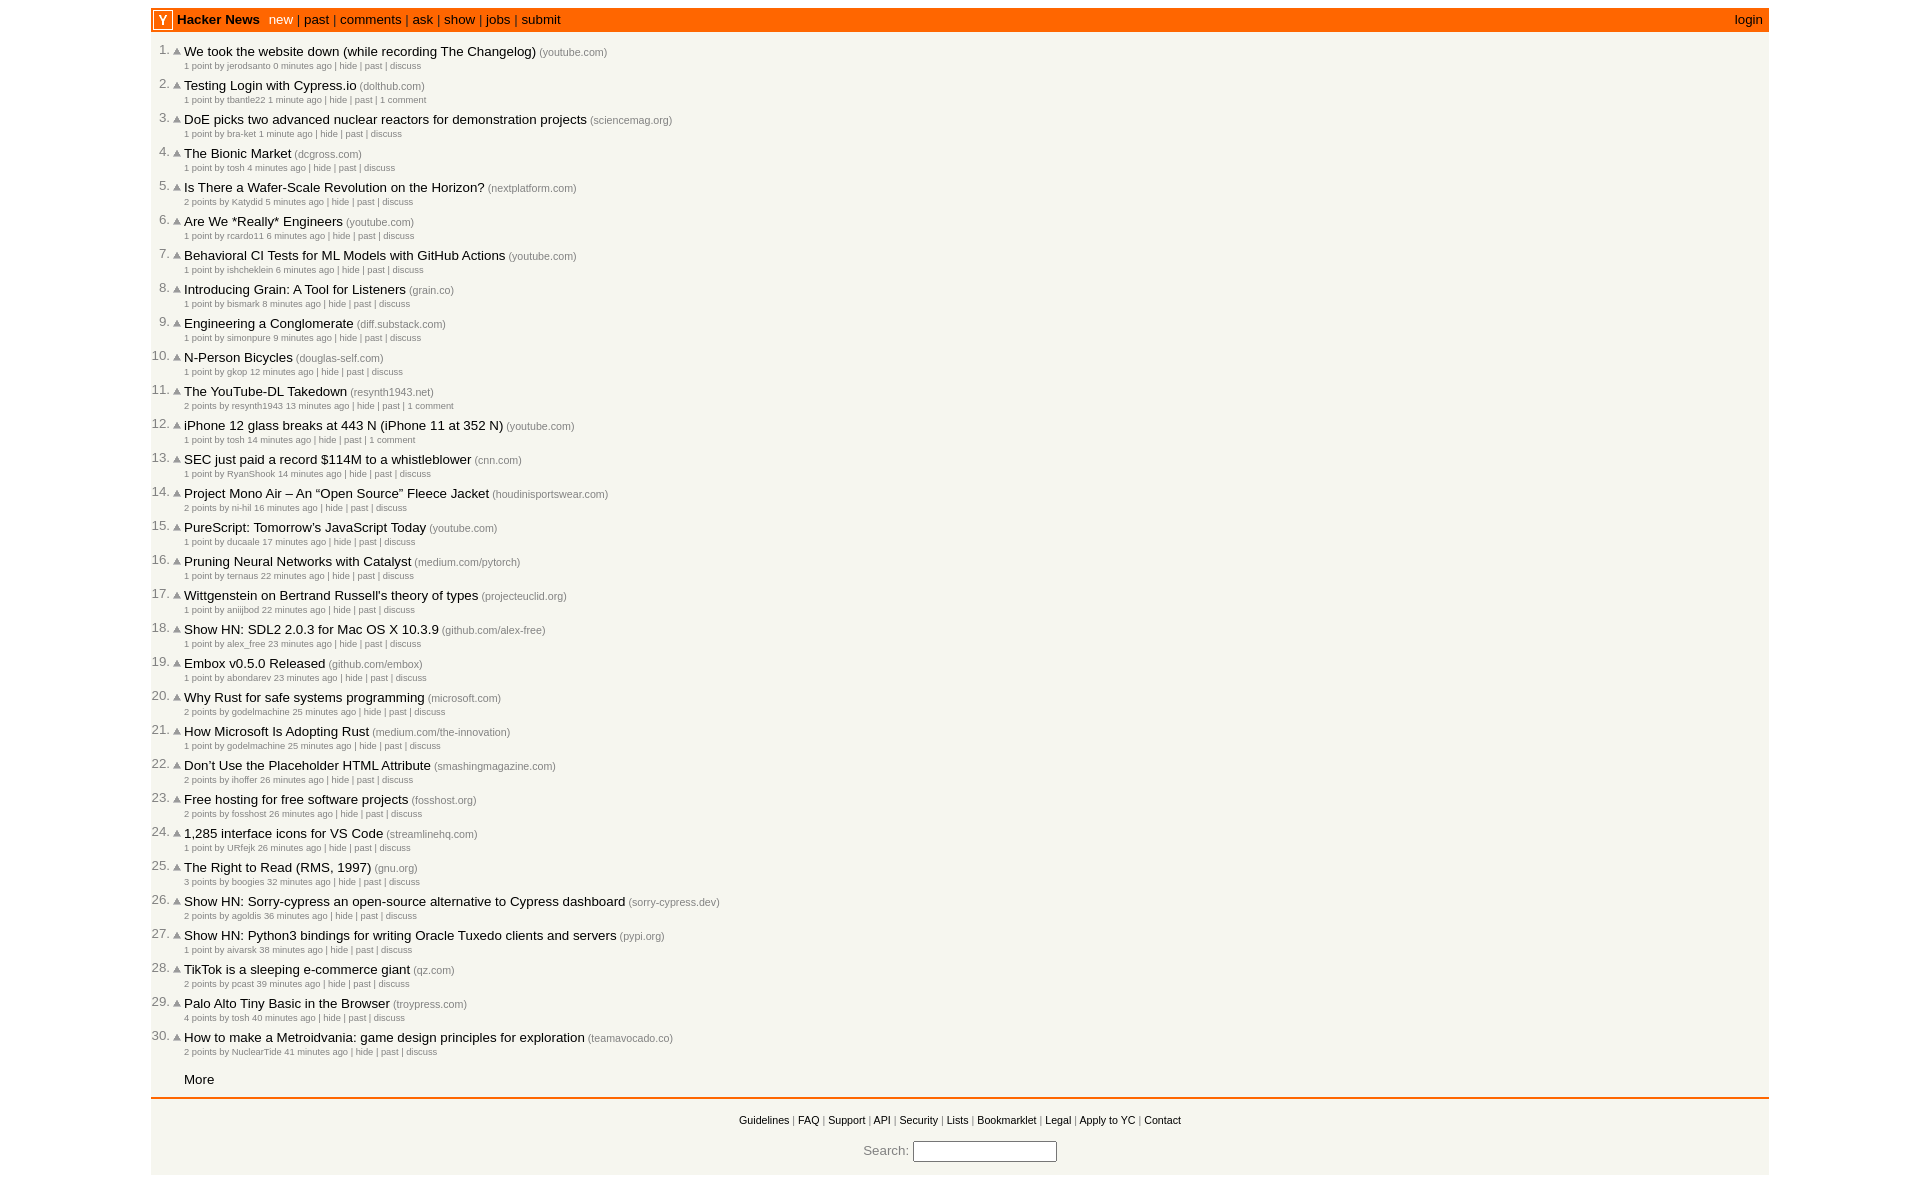 Y Hacker News new | past | comments | ask | show | jobs | submit login
1. We took the website down (while recording The Changelog) (youtube.com)
1 point by jerodsanto 0 minutes ago | hide | past | discuss
2. Testing Login with Cypress.io (dolthub.com)
1 point by tbantle22 1 minute ago | hide | past | 1 comment
3. DoE picks two advanced nuclear reactors for demonstration projects (sciencemag.org)
1 point by bra-ket 1 minute ago | hide | past | discuss
4. The Bionic Market (dcgross.com)
1 point by tosh 4 minutes ago | hide | past | discuss
5. Is There a Wafer-Scale Revolution on the Horizon? (nextplatform.com)
2 points by Katydid 5 minutes ago | hide | past | discuss
6. Are We *Really* Engineers (youtube.com)
1 point by rcardo11 6 minutes ago | hide | past | discuss
7. Behavioral CI Tests for ML Models with GitHub Actions (youtube.com)
1 point by ishcheklein 6 minutes ago | hide | past | discuss
8. Introducing Grain: A Tool for Listeners (grain.co)
1 point by bismark 8 minutes ago | hide | past | discuss
9. Engineering a Conglomerate (diff.substack.com)
1 point by simonpure 9 minutes ago | hide | past | discuss
10. N-Person Bicycles (douglas-self.com)
1 point by gkop 12 minutes ago | hide | past | discuss
11. The YouTube-DL Takedown (resynth1943.net)
2 points by resynth1943 13 minutes ago | hide | past | 1 comment
12. iPhone 12 glass breaks at 443 N (iPhone 11 at 352 N) (youtube.com)
1 point by tosh 14 minutes ago | hide | past | 1 comment
13. SEC just paid a record $114M to a whistleblower (cnn.com)
1 point by RyanShook 14 minutes ago | hide | past | discuss
14. Project Mono Air – An “Open Source” Fleece Jacket (houdinisportswear.com)
2 points by ni-hil 16 minutes ago | hide | past | discuss
15. PureScript: Tomorrow’s JavaScript Today (youtube.com)
1 point by ducaale 17 minutes ago | hide | past | discuss
16. Pruning Neural Networks with Catalyst (medium.com/pytorch)
1 point by ternaus 22 minutes ago | hide | past | discuss
17. Wittgenstein on Bertrand Russell's theory of types (projecteuclid.org)
1 point by aniijbod 22 minutes ago | hide | past | discuss
18. Show HN: SDL2 2.0.3 for Mac OS X 10.3.9 (github.com/alex-free)
1 point by alex_free 23 minutes ago | hide | past | discuss
19. Embox v0.5.0 Released (github.com/embox)
1 point by abondarev 23 minutes ago | hide | past | discuss
20. Why Rust for safe systems programming (microsoft.com)
2 points by godelmachine 25 minutes ago | hide | past | discuss
21. How Microsoft Is Adopting Rust (medium.com/the-innovation)
1 point by godelmachine 25 minutes ago | hide | past | discuss
22. Don’t Use the Placeholder HTML Attribute (smashingmagazine.com)
2 points by ihoffer 26 minutes ago | hide | past | discuss
23. Free hosting for free software projects (fosshost.org)
2 points by fosshost 26 minutes ago | hide | past | discuss
24. 1,285 interface icons for VS Code (streamlinehq.com)
1 point by URfejk 26 minutes ago | hide | past | discuss
25. The Right to Read (RMS, 1997) (gnu.org)
3 points by boogies 32 minutes ago | hide | past | discuss
26. Show HN: Sorry-cypress an open-source alternative to Cypress dashboard (sorry-cypress.dev)
2 points by agoldis 36 minutes ago | hide | past | discuss
27. Show HN: Python3 bindings for writing Oracle Tuxedo clients and servers (pypi.org)
1 point by aivarsk 38 minutes ago | hide | past | discuss
28. TikTok is a sleeping e-commerce giant (qz.com)
2 points by pcast 39 minutes ago | hide | past | discuss
29. Palo Alto Tiny Basic in the Browser (troypress.com)
4 points by tosh 40 minutes ago | hide | past | discuss
30. How to make a Metroidvania: game design principles for exploration (teamavocado.co)
2 points by NuclearTide 41 minutes ago | hide | past | discuss
More
Guidelines | FAQ | Support | API | Security | Lists | Bookmarklet | Legal | Apply to YC | Contact
Search: